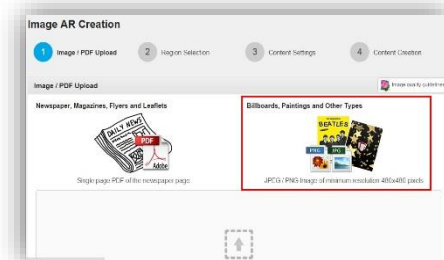 Image AR Creation
1 Image / PDF Upload 2 Region Selection 3 Content Settings 4 Content Creation
Image / PDF Upload
Image quality guidelines
Newspaper, Magazines, Flyers and Leaflets
Billboards, Paintings and Other Types
DAILY NEWS
PDF
Adobe
BEATLES
PNG
JPG
Single page PDF of the newspaper page
JPCG / PNG Image of minimum resolution 400x400 pixels